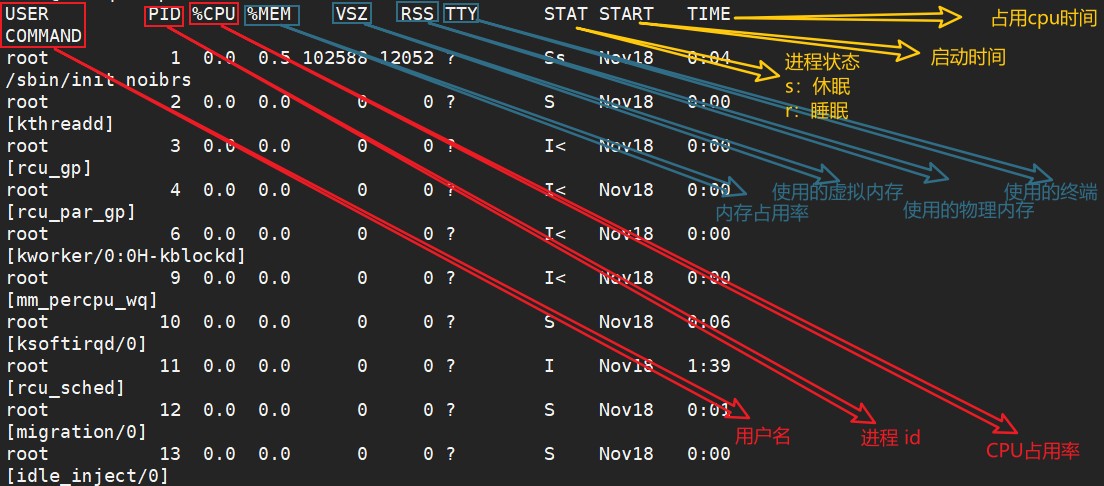 USER PID %CPU %MEM VSZ RSS TTY STAT START TIME
COMMAND
root 1 0.0 0.5 102588 12052 ? Ss Nov18 0:04
/sbin/init noibrs
root 2 0.0 0.0 0 0 ? S Nov18 0:00
[kthreadd]
root 3 0.0 0.0 0 0 ? I< Nov18 0:00
[rcu_gp]
root 4 0.0 0.0 0 0 ? I< Nov18 0:00
[rcu_par_gp]
root 6 0.0 0.0 0 0 ? I< Nov18 0:00
[kworker/0:0H-kblockd]
root 9 0.0 0.0 0 0 ? I< Nov18 0:00
[mm_percpu_wq]
root 10 0.0 0.0 0 0 ? S Nov18 0:06
[ksoftirqd/0]
root 11 0.0 0.0 0 0 ? I Nov18 1:39
[rcu_sched]
root 12 0.0 0.0 0 0 ? S Nov18 0:01
[migration/0]
root 13 0.0 0.0 0 0 ? S Nov18 0:00
[idle_inject/0]
占用cpu时间
启动时间
进程状态
s：休眠
r：睡眠
使用的虚拟内存
使用的终端
内存占用率
使用的物理内存
用户名
进程 id
CPU占用率